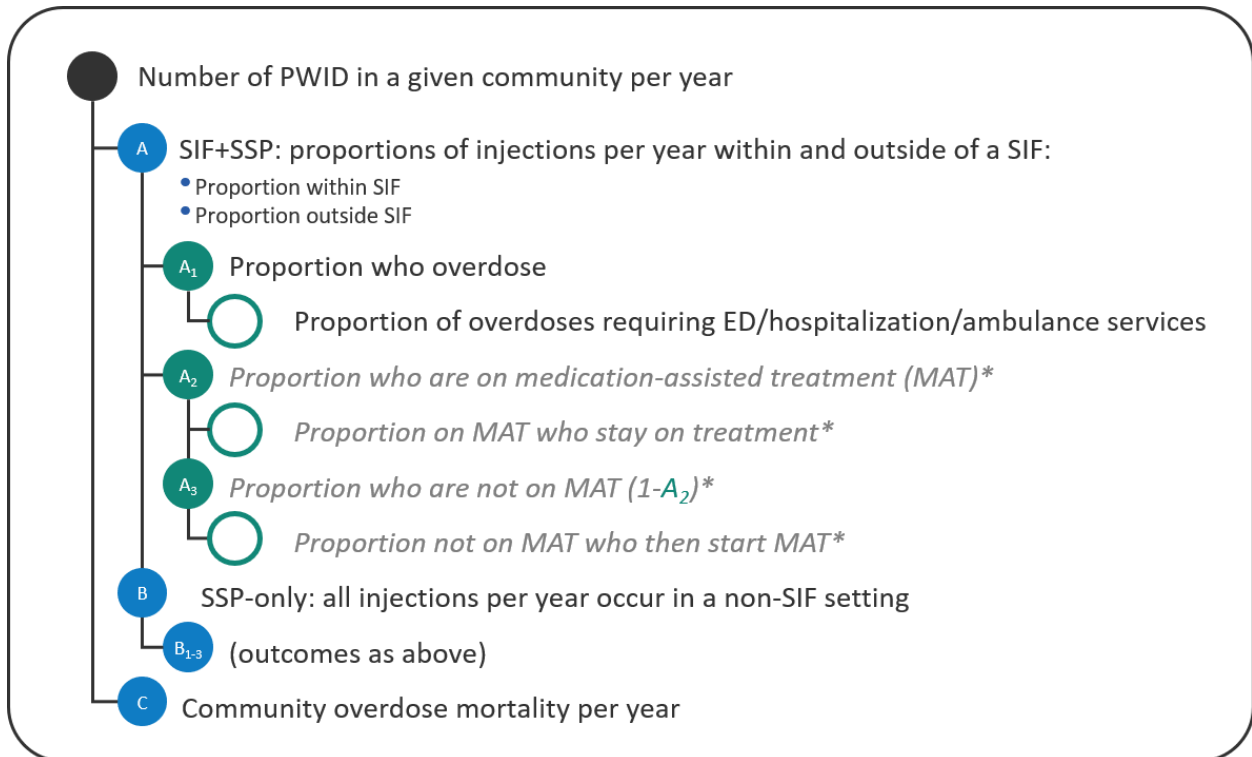 Number of PWID in a given community per year
A SIF+SSP: proportions of injections per year within and outside of a SIF:
• Proportion within SIF
• Proportion outside SIF
A₁ Proportion who overdose
Proportion of overdoses requiring ED/hospitalization/ambulance services
A₂ Proportion who are on medication-assisted treatment (MAT)*
Proportion on MAT who stay on treatment*
A₃ Proportion who are not on MAT (1-A₂)*
Proportion not on MAT who then start MAT*
B SSP-only: all injections per year occur in a non-SIF setting
B₁₋₃ (outcomes as above)
C Community overdose mortality per year